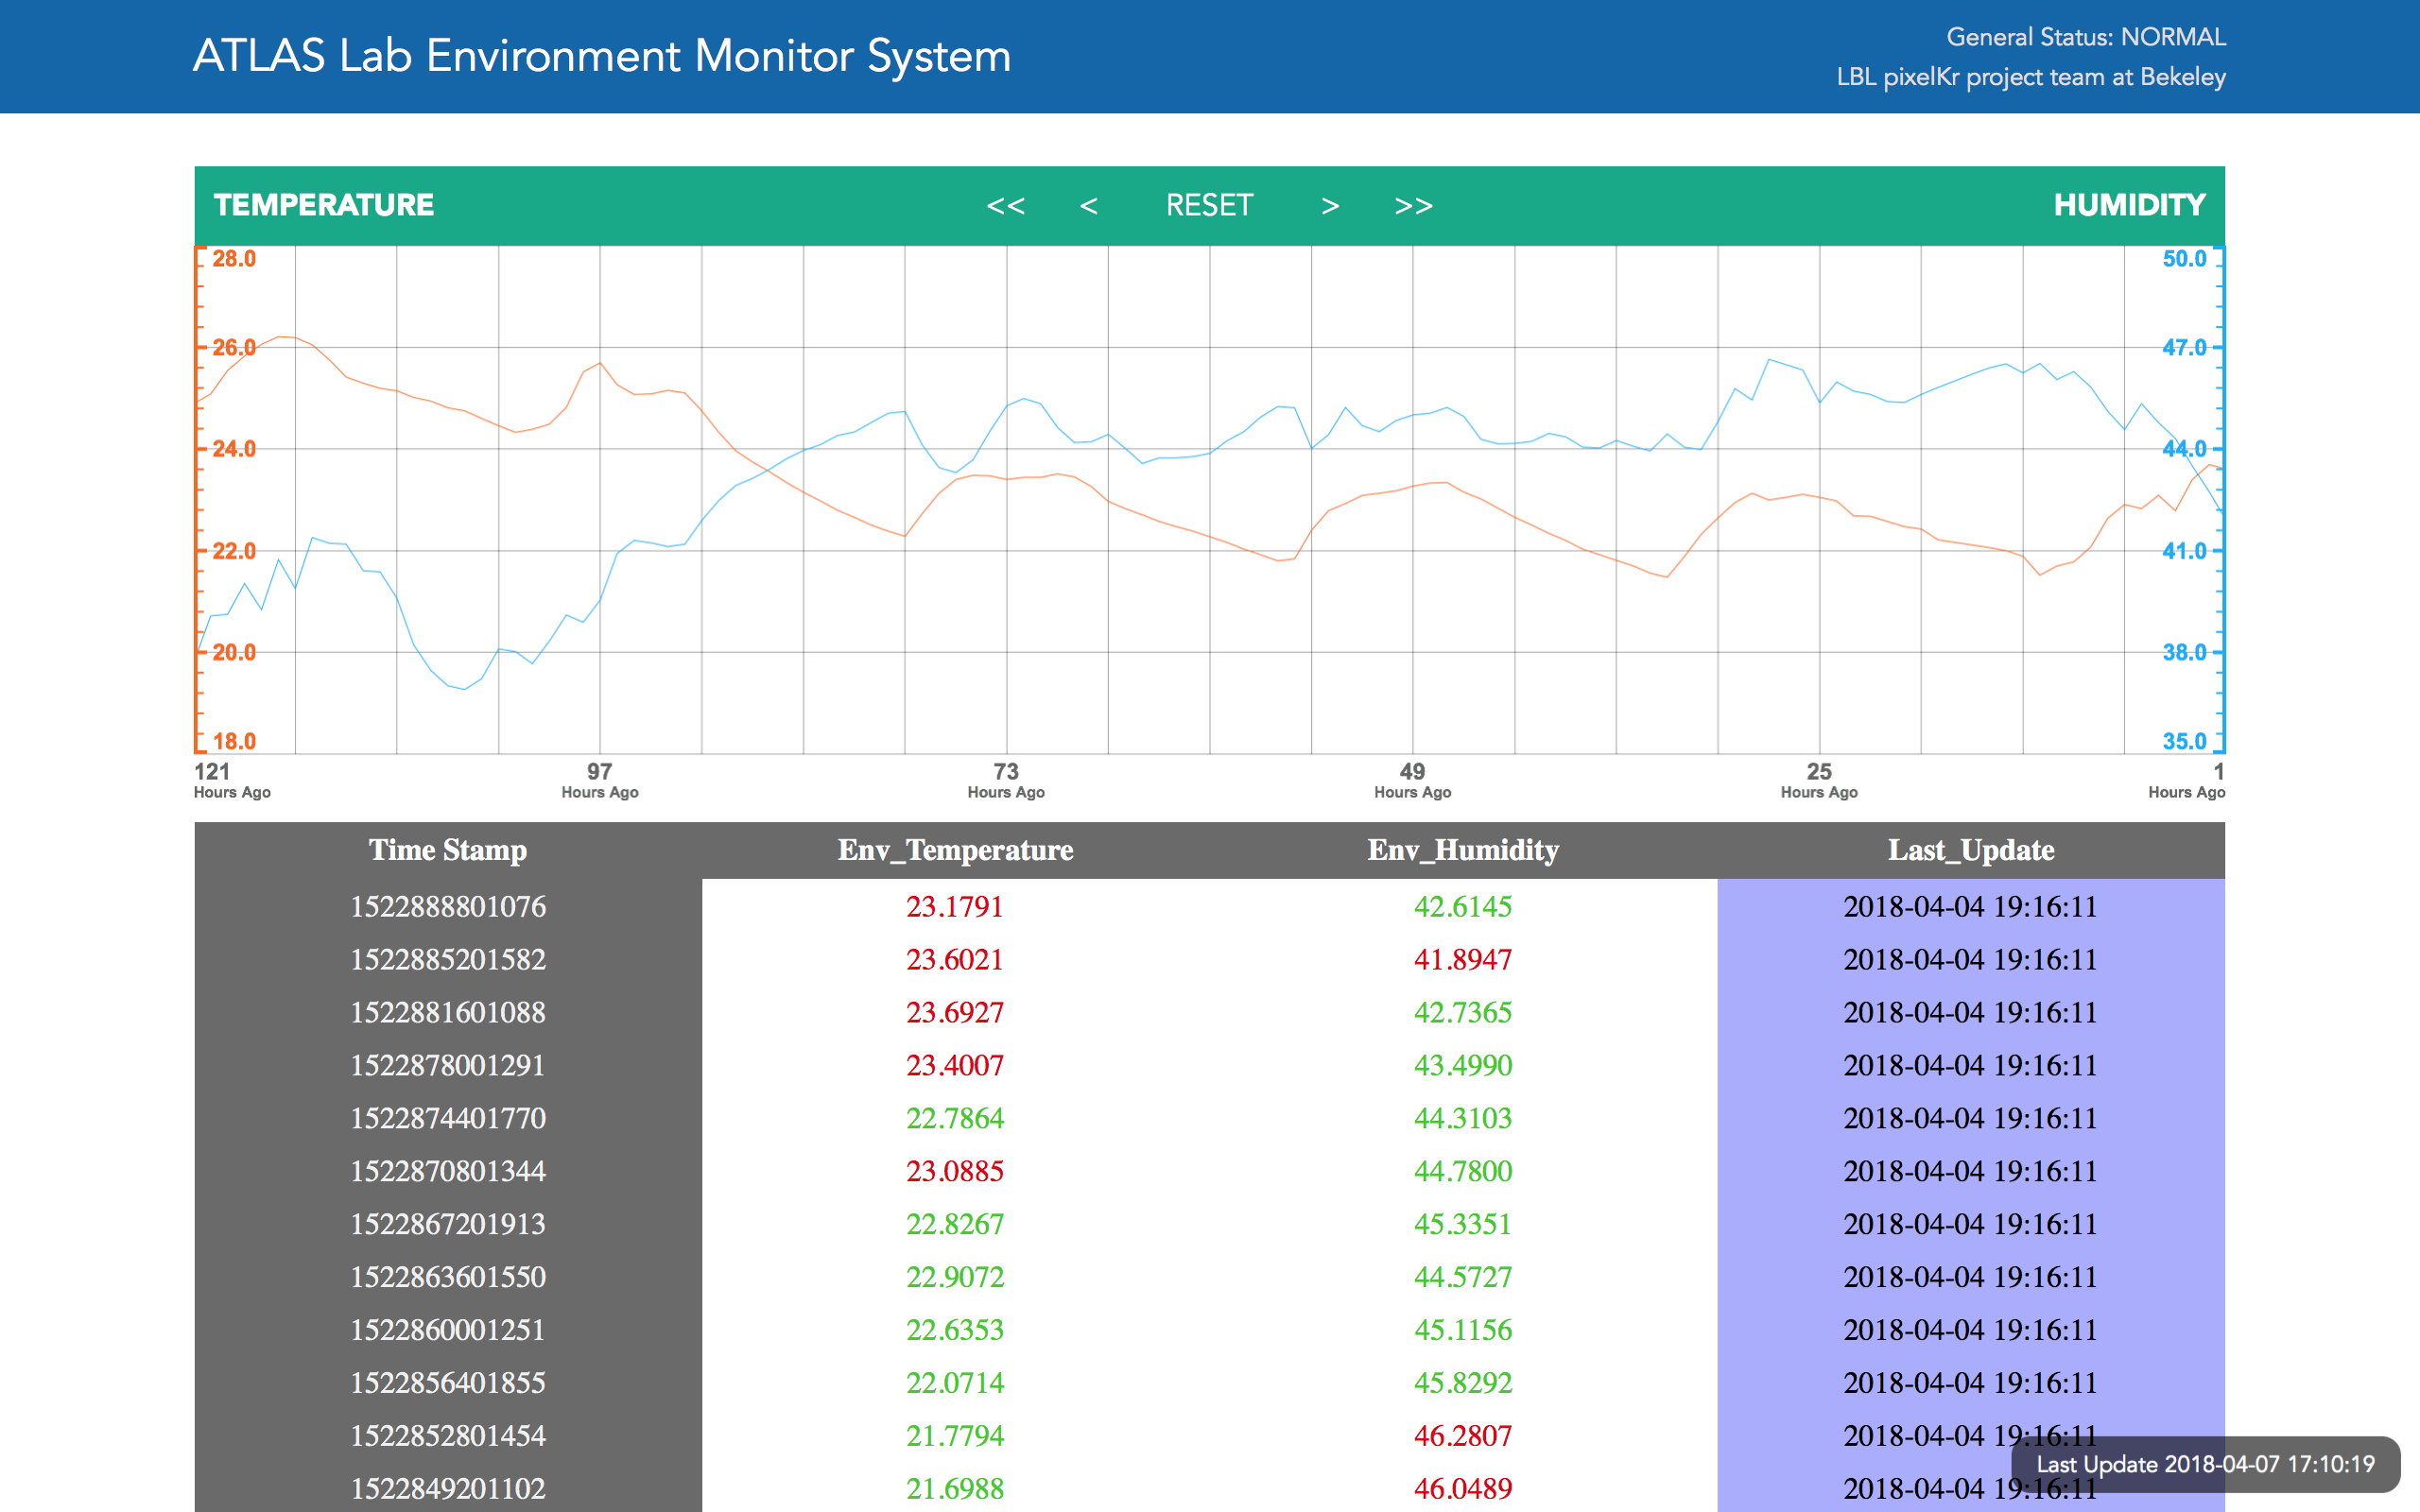 ATLAS Lab Environment Monitor System
General Status: NORMAL
LBL pixelKr project team at Bekeley
TEMPERATURE << < RESET > >> HUMIDITY
28.0 50.0
26.0 47.0
24.0 44.0
22.0 41.0
20.0 38.0
18.0 35.0
121 97 73 49 25 1
Hours Ago Hours Ago Hours Ago Hours Ago Hours Ago Hours Ago
Time Stamp Env_Temperature Env_Humidity Last_Update
1522888801076 23.1791 42.6145 2018-04-04 19:16:11
1522885201582 23.6021 41.8947 2018-04-04 19:16:11
1522881601088 23.6927 42.7365 2018-04-04 19:16:11
1522878001291 23.4007 43.4990 2018-04-04 19:16:11
1522874401770 22.7864 44.3103 2018-04-04 19:16:11
1522870801344 23.0885 44.7800 2018-04-04 19:16:11
1522867201913 22.8267 45.3351 2018-04-04 19:16:11
1522863601550 22.9072 44.5727 2018-04-04 19:16:11
1522860001251 22.6353 45.1156 2018-04-04 19:16:11
1522856401855 22.0714 45.8292 2018-04-04 19:16:11
1522852801454 21.7794 46.2807 2018-04-04 19:16:11
1522849201102 21.6988 46.0489 2018-04-04 19:16:11
Last Update 2018-04-07 17:10:19